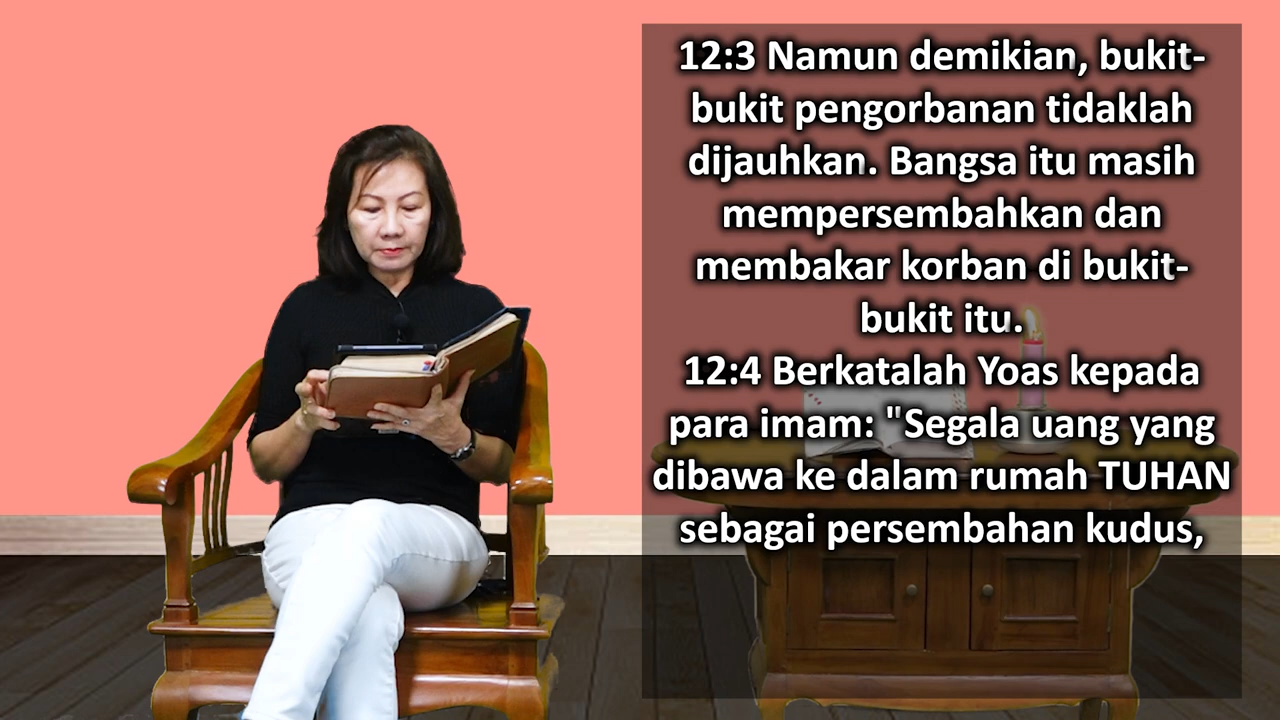 12:3 Namun demikian, bukit-
bukit pengorbanan tidaklah
dijauhkan. Bangsa itu masih
mempersembahkan dan
membakar korban di bukit-
bukit itu.
12:4 Berkatalah Yoas kepada
para imam: "Segala uang yang
dibawa ke dalam rumah TUHAN
sebagai persembahan kudus,